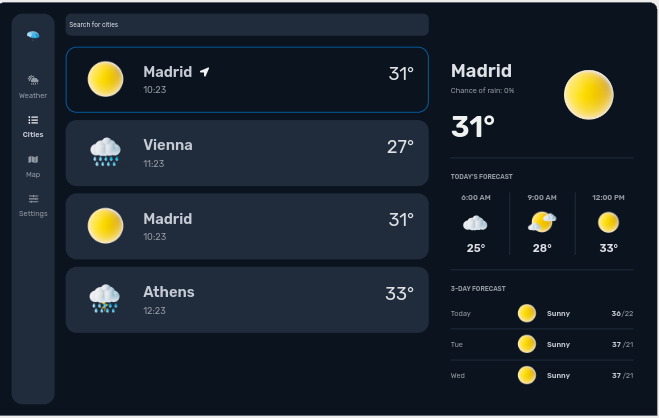 Search for cities
Weather
Cities
Map
Settings
Madrid
10:23
31°
Vienna
11:23
27°
Madrid
10:23
31°
Athens
12:23
33°
Madrid
Chance of rain: 0%
31°
TODAY'S FORECAST
6:00 AM
9:00 AM
12:00 PM
25°
28°
33°
3-DAY FORECAST
Today Sunny 36/22
Tue Sunny 37/21
Wed Sunny 37/21